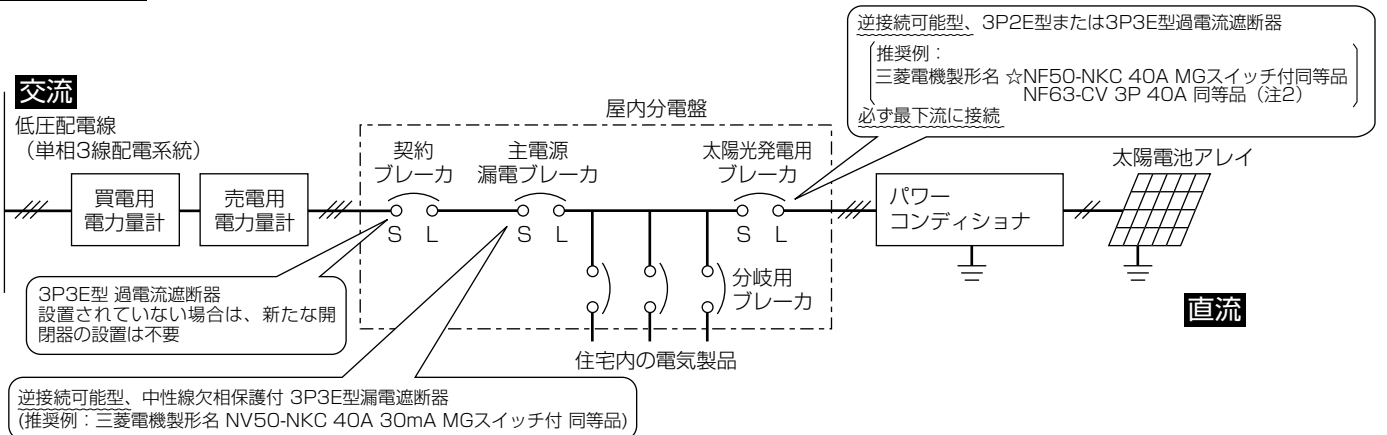 逆接続可能型、3P2E型または3P3E型過電流遮断器
推奨例：
三菱電機製形名 ☆NF50-NKC 40A MGスイッチ付同等品
NF63-CV 3P 40A 同等品（注2）
必ず最下流に接続
交流
低圧配電線
（単相3線配電系統）
買電用
電力量計
売電用
電力量計
屋内分電盤
契約
ブレーカ
S L
主電源
漏電ブレーカ
S L
太陽光発電用
ブレーカ
S L
パワー
コンディショナ
太陽電池アレイ
分岐用
ブレーカ
直流
3P3E型 過電流遮断器
設置されていない場合は、新たな開
閉器の設置は不要
住宅内の電気製品
逆接続可能型、中性線欠相保護付 3P3E型漏電遮断器
(推奨例：三菱電機製形名 NV50-NKC 40A 30mA MGスイッチ付 同等品)